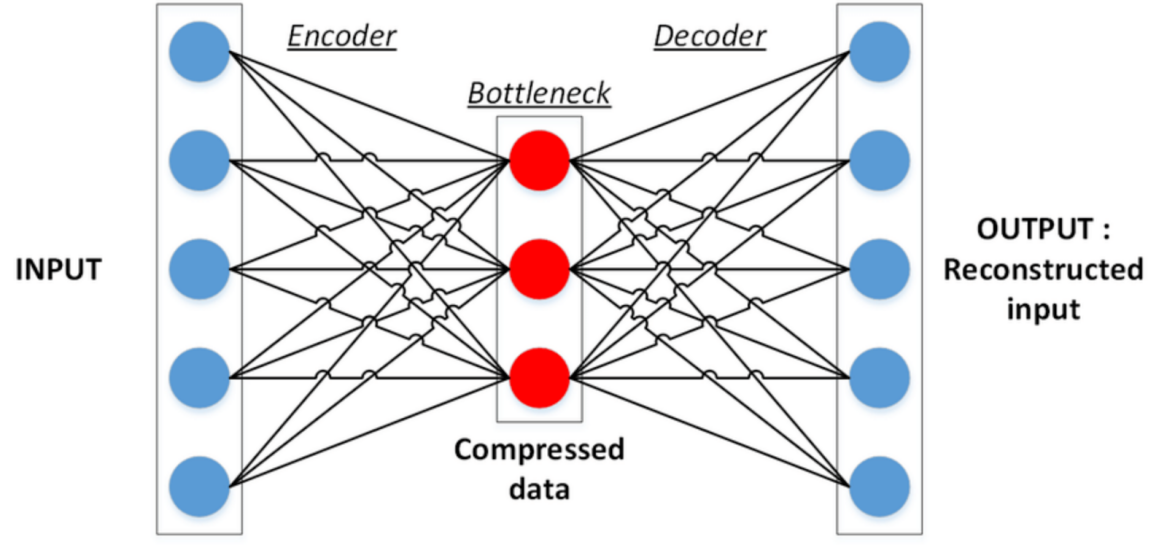 Encoder
Decoder
Bottleneck
INPUT
OUTPUT :
Reconstructed
input
Compressed
data